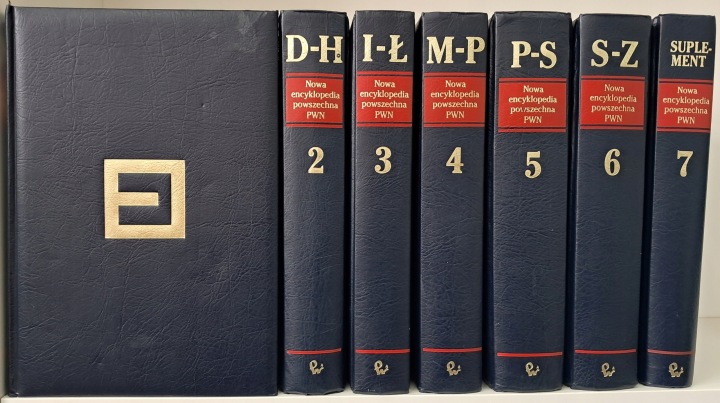 D-H
Nowa
encyklopedia
powszechna
PWN
2
I-Ł
Nowa
encyklopedia
powszechna
PWN
3
M-P
Nowa
encyklopedia
powszechna
PWN
4
P-S
Nowa
encyklopedia
powszechna
PWN
5
S-Z
Nowa
encyklopedia
powszechna
PWN
6
SUPLE-
MENT
Nowa
encyklopedia
powszechna
PWN
7